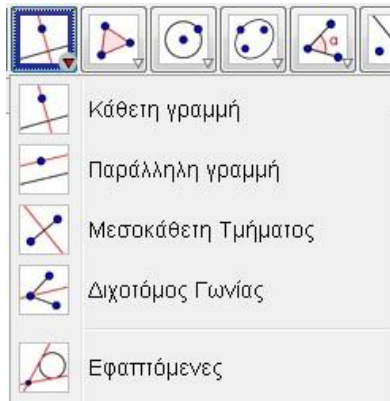 α
Κάθετη γραμμή
Παράλληλη γραμμή
Μεσοκάθετη Τμήματος
Διχοτόμος Γωνίας
Εφαπτόμενες